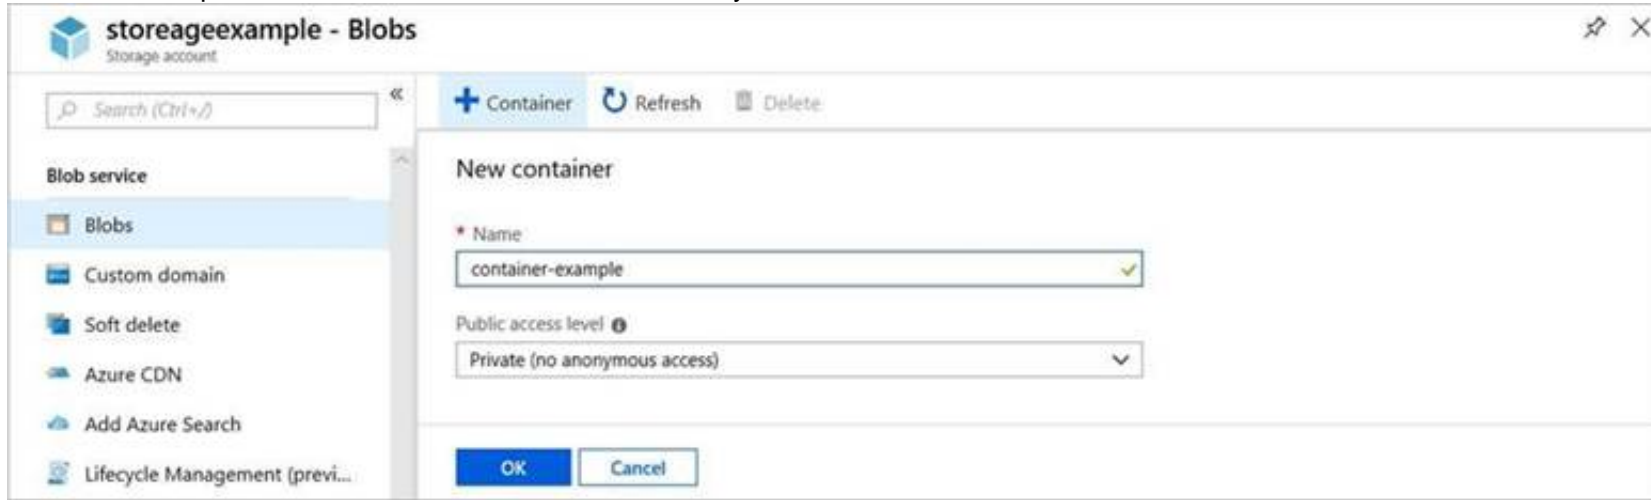 storeageexample - Blobs
Storage account
Search (Ctrl+/)
«
Container
Refresh
Delete
Blob service
Blobs
Custom domain
Soft delete
Azure CDN
Add Azure Search
Lifecycle Management (previ...
New container
* Name
container-example
Public access level
Private (no anonymous access)
OK
Cancel